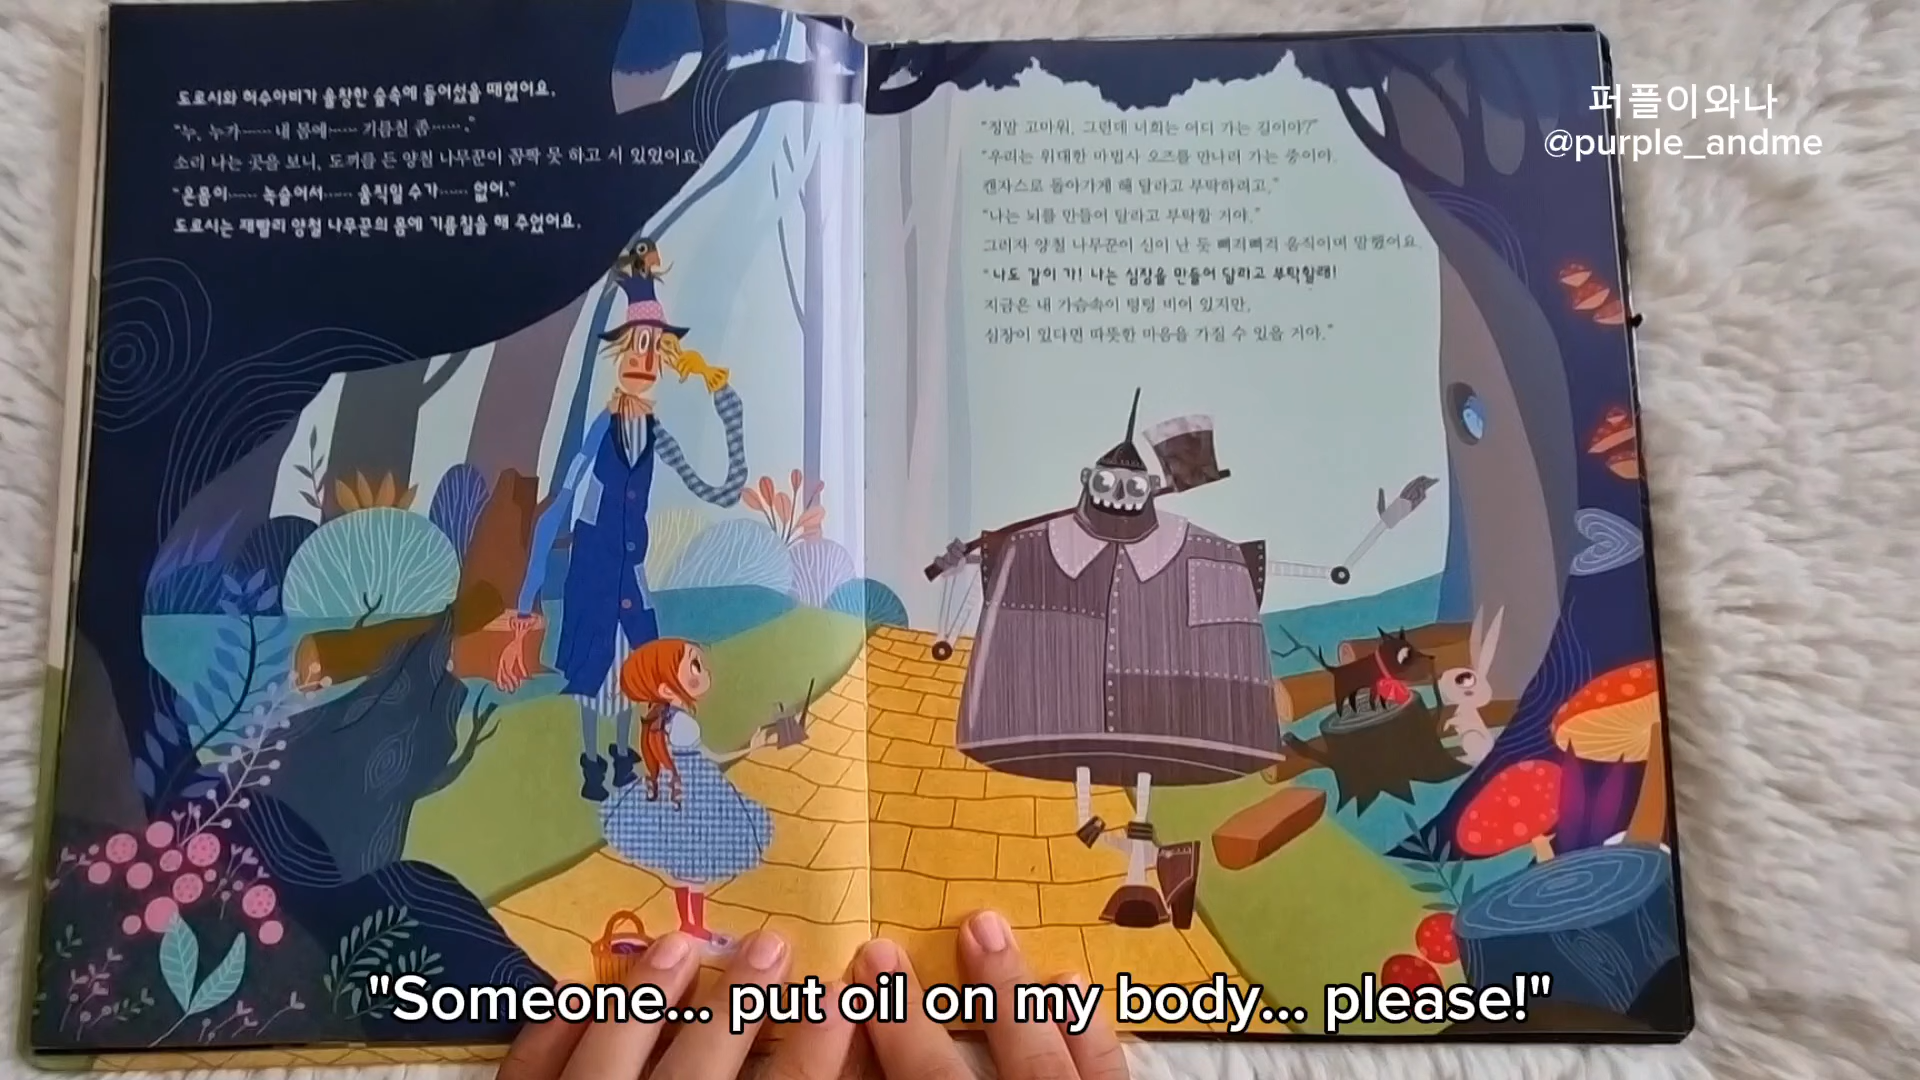 도로시와 허수아비가 울창한 숲속에 들어섰을 때였어요.
"누, 누가…… 내 몸에…… 기름칠 좀……."
소리 나는 곳을 보니, 도끼를 든 양철 나무꾼이 꼼짝 못 하고 서 있었어요.
"온몸이…… 녹슬어서…… 움직일 수가…… 없어."
도로시는 재빨리 양철 나무꾼의 몸에 기름칠을 해 주었어요.
"정말 고마워. 그런데 너희는 어디 가는 길이야?"
"우리는 위대한 마법사 오즈를 만나러 가는 중이야.
캔자스로 돌아가게 해 달라고 부탁하려고."
"나는 뇌를 만들어 달라고 부탁할 거야."
그러자 양철 나무꾼이 신이 난 듯 삐걱삐걱 움직이며 말했어요.
"나도 같이 가! 나는 심장을 만들어 달라고 부탁할래!
지금은 내 가슴속이 텅텅 비어 있지만,
심장이 있다면 따뜻한 마음을 가질 수 있을 거야."
퍼플이와나
@purple_andme
"Someone... put oil on my body... please!"